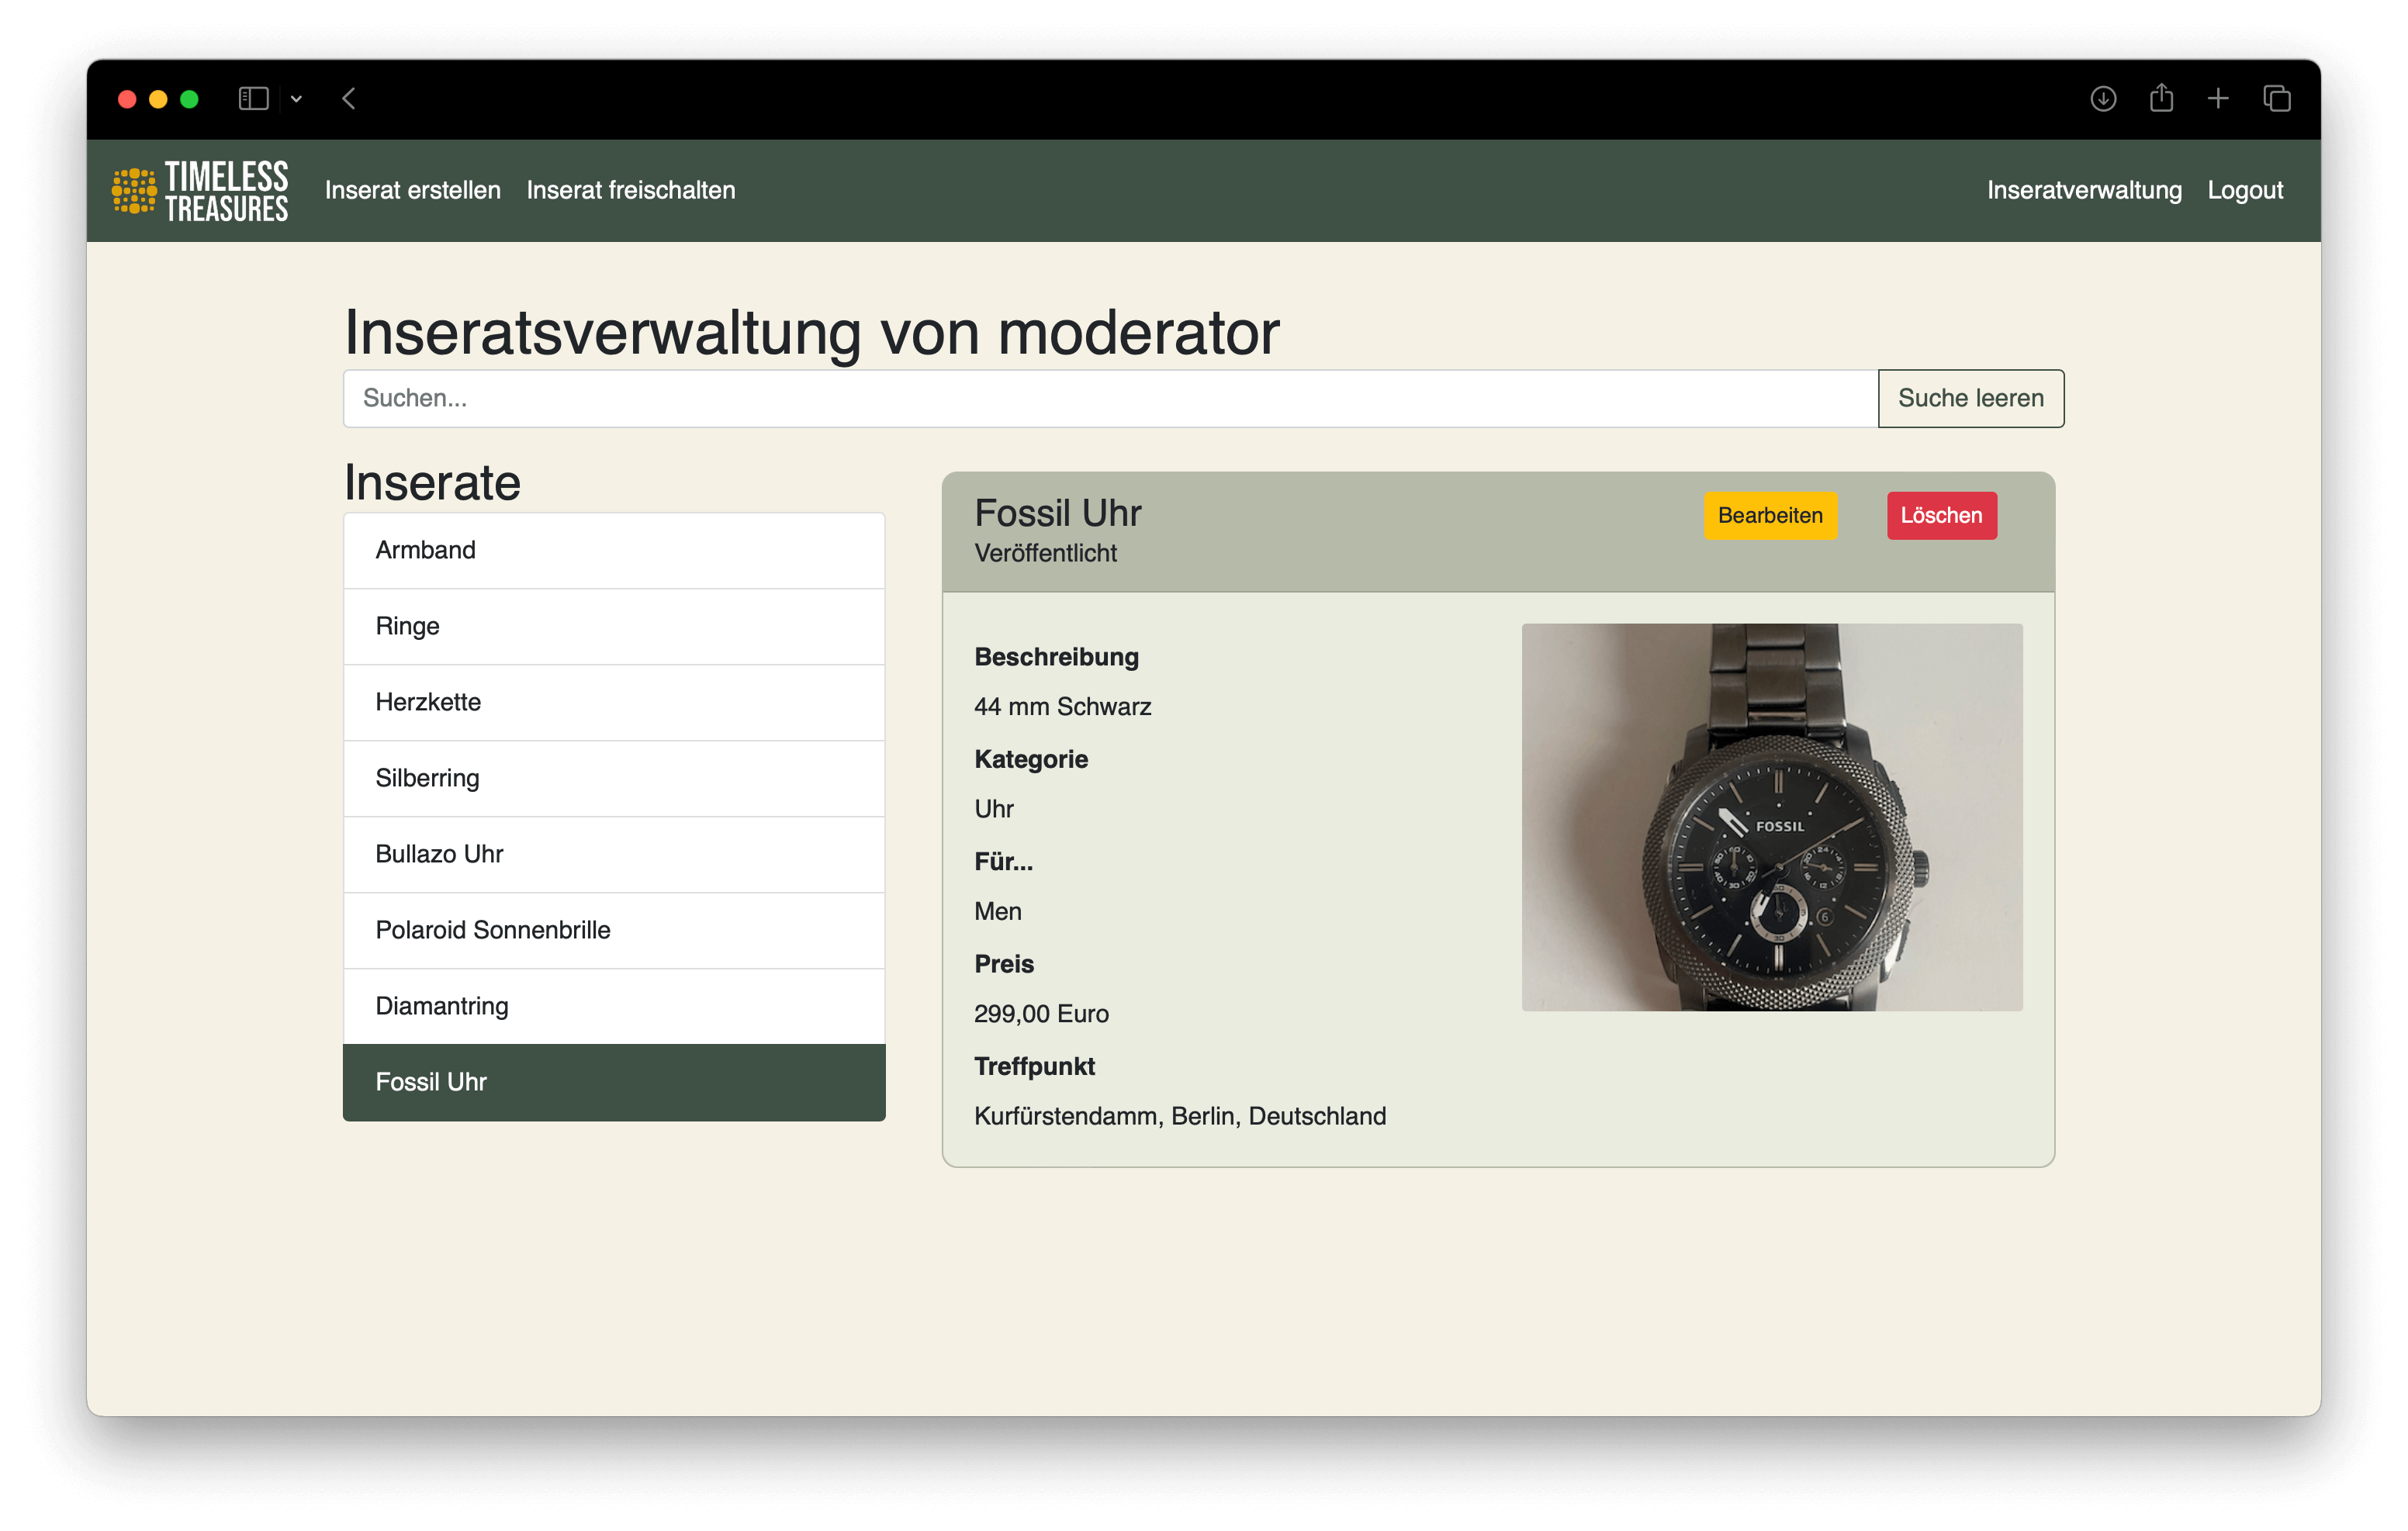 TIMELESS
TREASURES
Inserat erstellen
Inserat freischalten
Inseratverwaltung
Logout
Inseratsverwaltung von moderator
Suchen...
Suche leeren
Inserate
Armband
Ringe
Herzkette
Silberring
Bullazo Uhr
Polaroid Sonnenbrille
Diamantring
Fossil Uhr
Fossil Uhr
Veröffentlicht
Bearbeiten
Löschen
Beschreibung
44 mm Schwarz
Kategorie
Uhr
Für...
Men
Preis
299,00 Euro
Treffpunkt
Kurfürstendamm, Berlin, Deutschland
FOSSIL
6